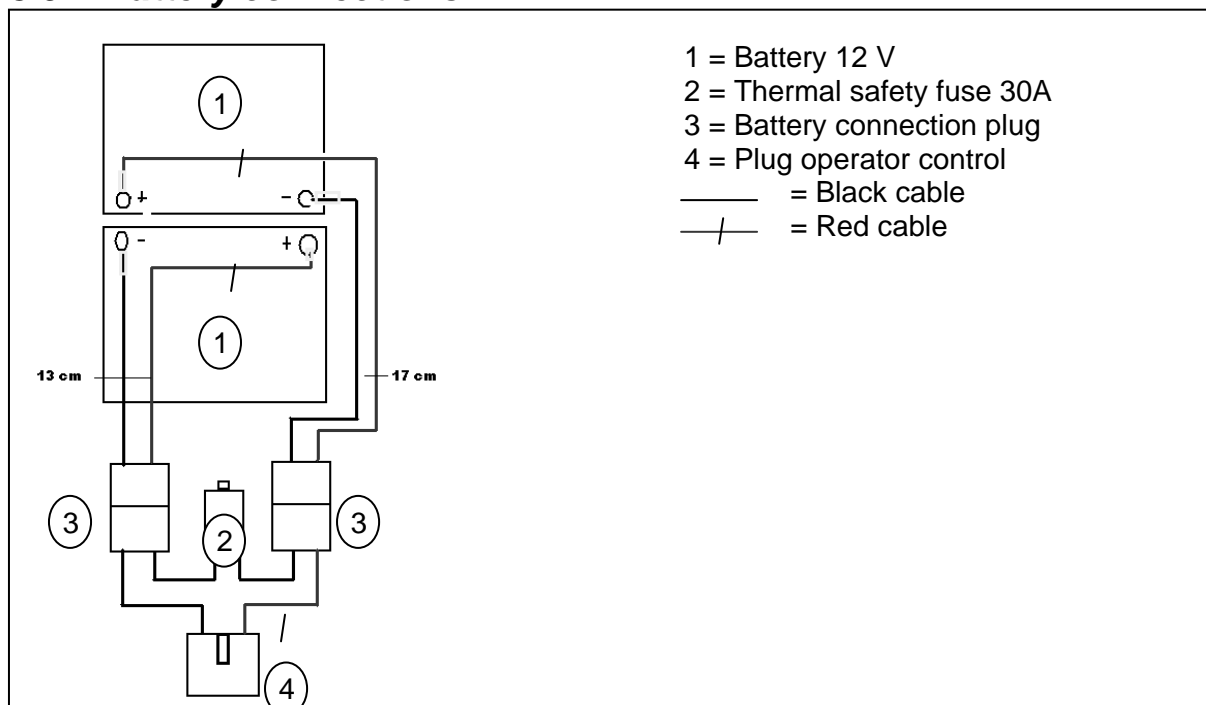 1
+ -
- +
1
13 cm
17 cm
3
2
3
4
1 = Battery 12 V
2 = Thermal safety fuse 30A
3 = Battery connection plug
4 = Plug operator control
= Black cable
= Red cable